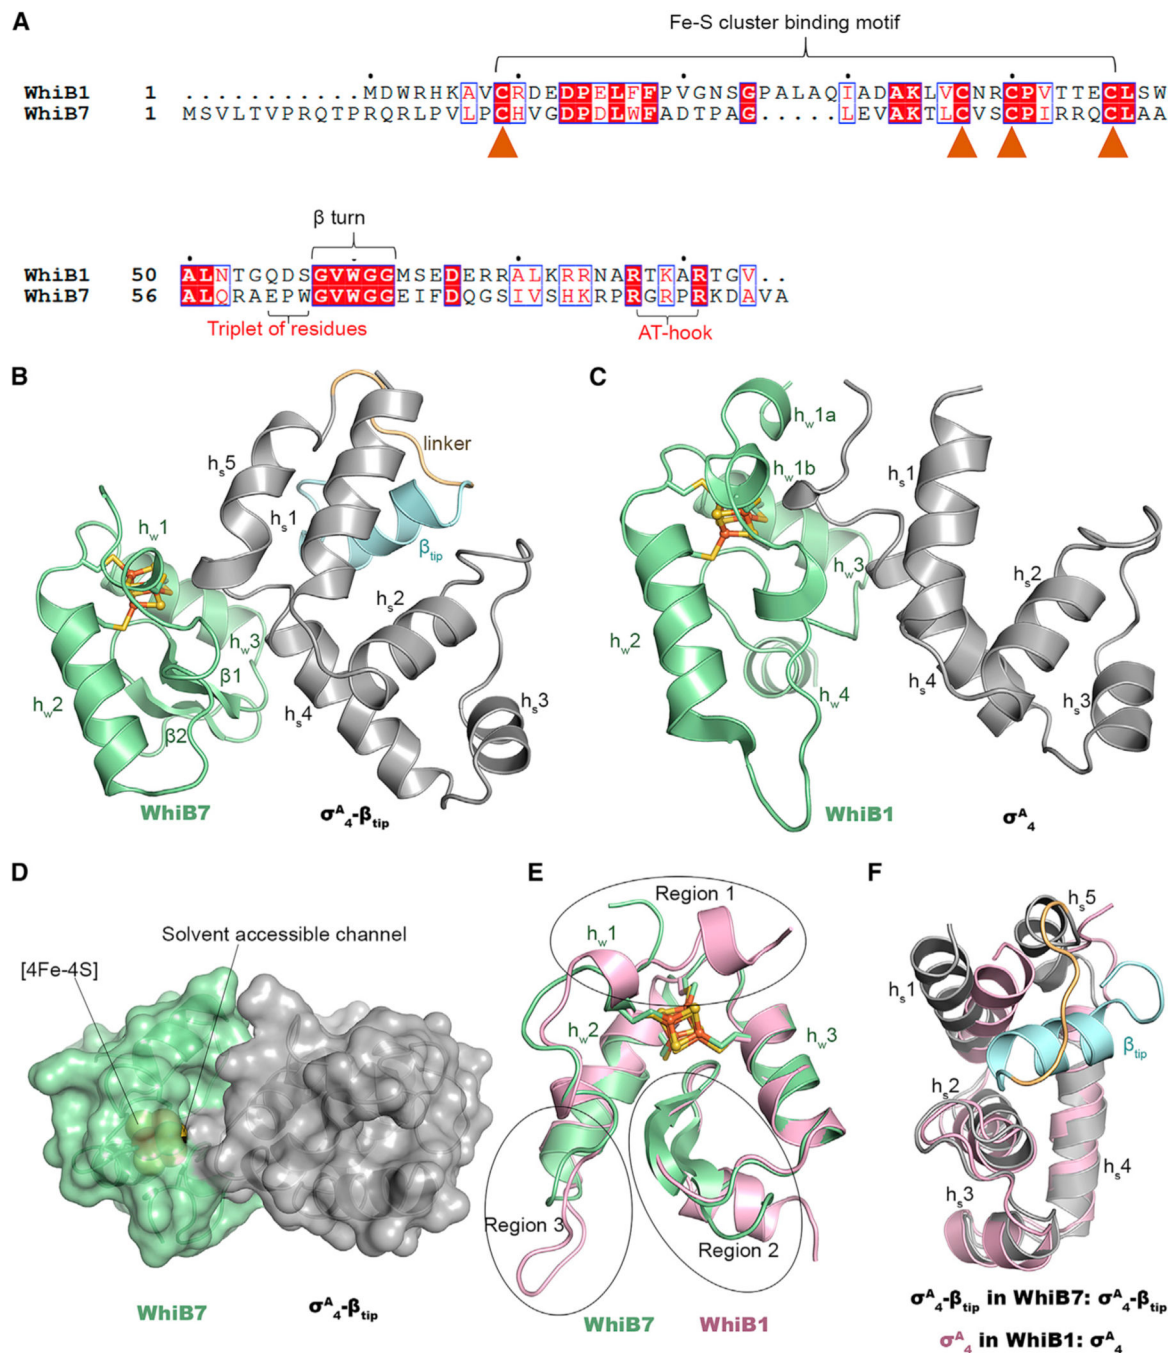 A
Fe-S cluster binding motif
WhiB1 1 ...........MDWRHKAVCRDEDPELFFPVGNSGPALAQIADAKLVCNRCPVTTECLSW
WhiB7 1 MSVLTVPRQTPRQRLPVLPCHVGDPDLWFADTPAG.....LEVAKTLCVSCPIRRQCLAA
β turn
WhiB1 50 ALNTGQDSGVWGGMSEDERRALKRRNARTKARTGV..
WhiB7 56 ALQRAEPWGVWGGEIFDQGSIVSHKRPRGRPRKDAVA
Triplet of residues AT-hook
B
linker
hs5
hs1
βtip
hw1
hs2
hw3
β1
hw2
hs4
hs3
β2
WhiB7 σA4-βtip
C
hw1a
hs1
hw1b
hw3
hs2
hw2
hw4
hs4
hs3
WhiB1 σA4
D
Solvent accessible channel
[4Fe-4S]
WhiB7 σA4-βtip
E
Region 1
hw1
hw2
hw3
Region 3
Region 2
WhiB7 WhiB1
F
hs5
hs1
βtip
hs2
hs4
hs3
σA4-βtip in WhiB7: σA4-βtip
σA4 in WhiB1: σA4